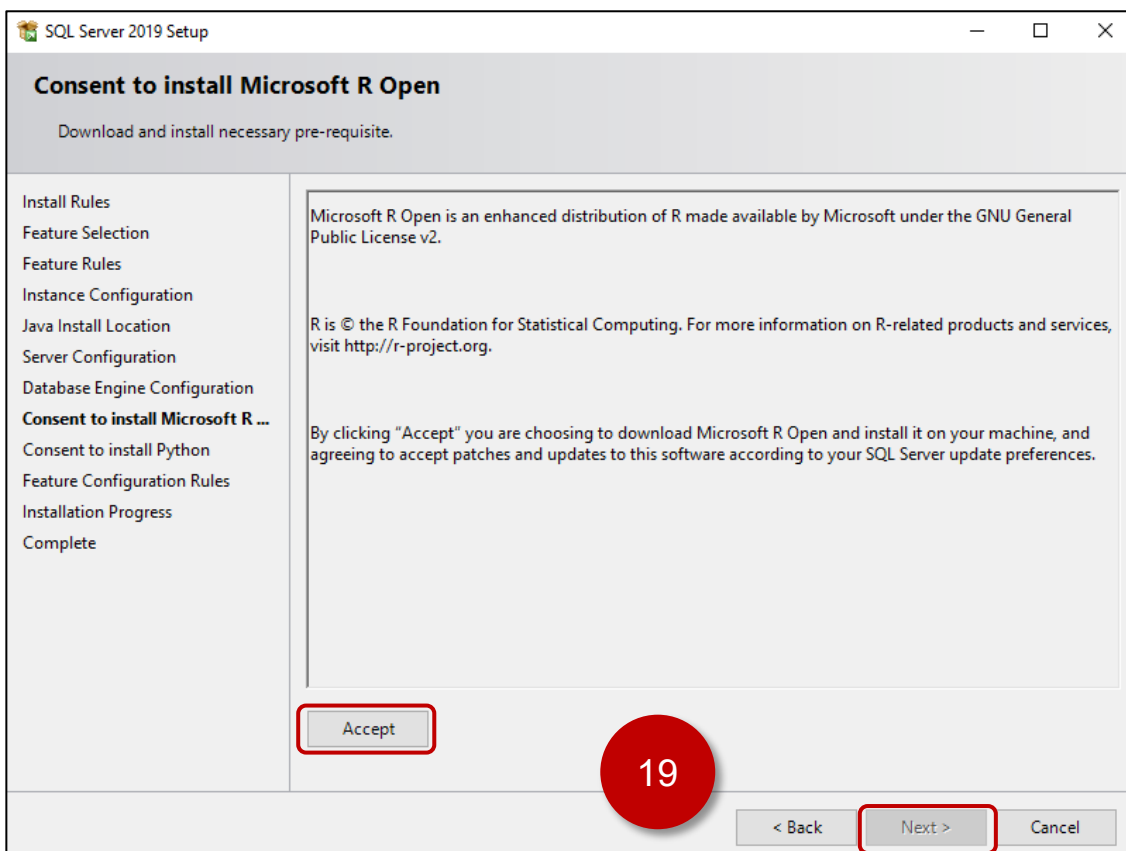 SQL Server 2019 Setup
Consent to install Microsoft R Open
Download and install necessary pre-requisite.
Install Rules
Feature Selection
Feature Rules
Instance Configuration
Java Install Location
Server Configuration
Database Engine Configuration
Consent to install Microsoft R ...
Consent to install Python
Feature Configuration Rules
Installation Progress
Complete
Microsoft R Open is an enhanced distribution of R made available by Microsoft under the GNU General
Public License v2.
R is © the R Foundation for Statistical Computing. For more information on R-related products and services,
visit http://r-project.org.
By clicking “Accept” you are choosing to download Microsoft R Open and install it on your machine, and
agreeing to accept patches and updates to this software according to your SQL Server update preferences.
Accept
19
< Back
Next >
Cancel